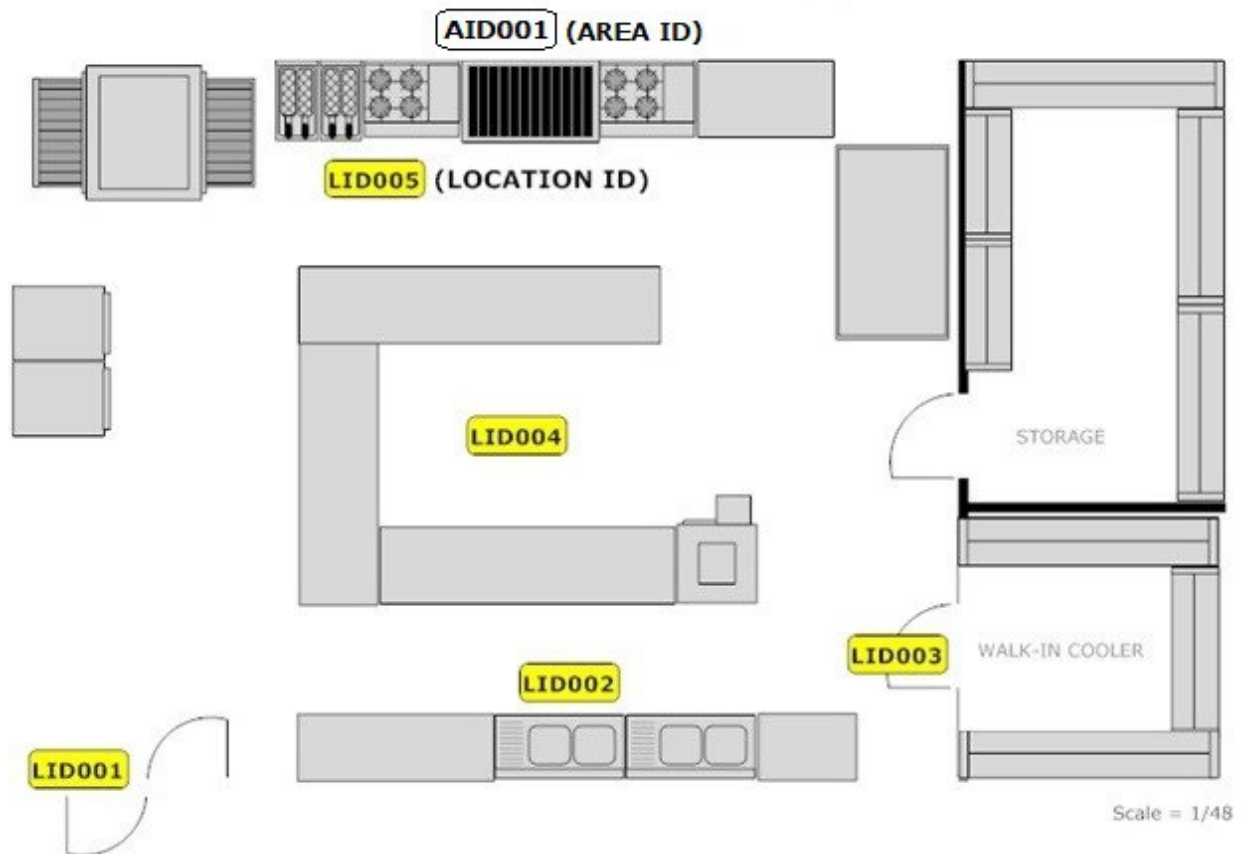 AID001 (AREA ID)
LID005 (LOCATION ID)
LID004
STORAGE
LID003
WALK-IN COOLER
LID002
LID001
Scale = 1/48